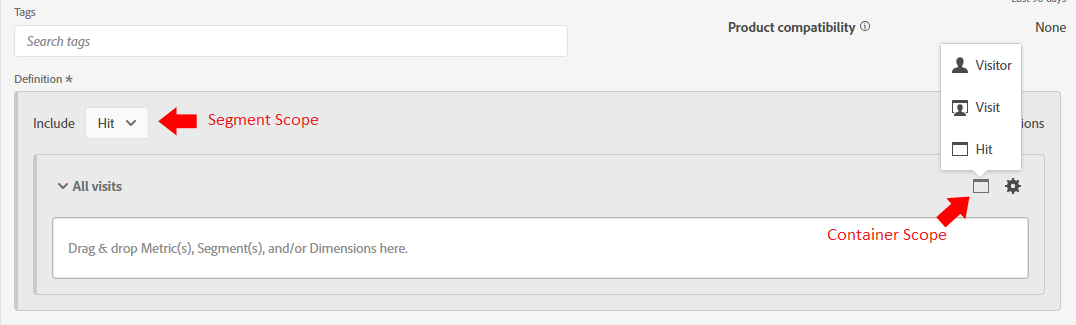 Tags
Last 90 days
Search tags
Product compatibility
None
Visitor
Definition *
Visit
Include
Hit
Segment Scope
ions
Hit
All visits
Container Scope
Drag & drop Metric(s), Segment(s), and/or Dimensions here.